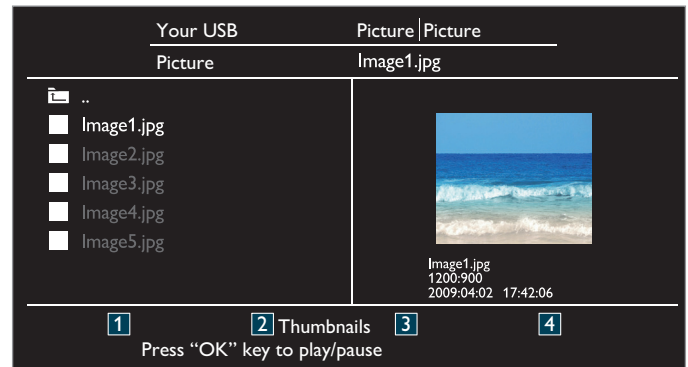 Your USB Picture Picture
Picture Image1.jpg
..
Image1.jpg
Image2.jpg
Image3.jpg
Image4.jpg
Image5.jpg
Image1.jpg
1200:900
2009:04:02 17:42:06
1 2 Thumbnails 3 4
Press “OK” key to play/pause